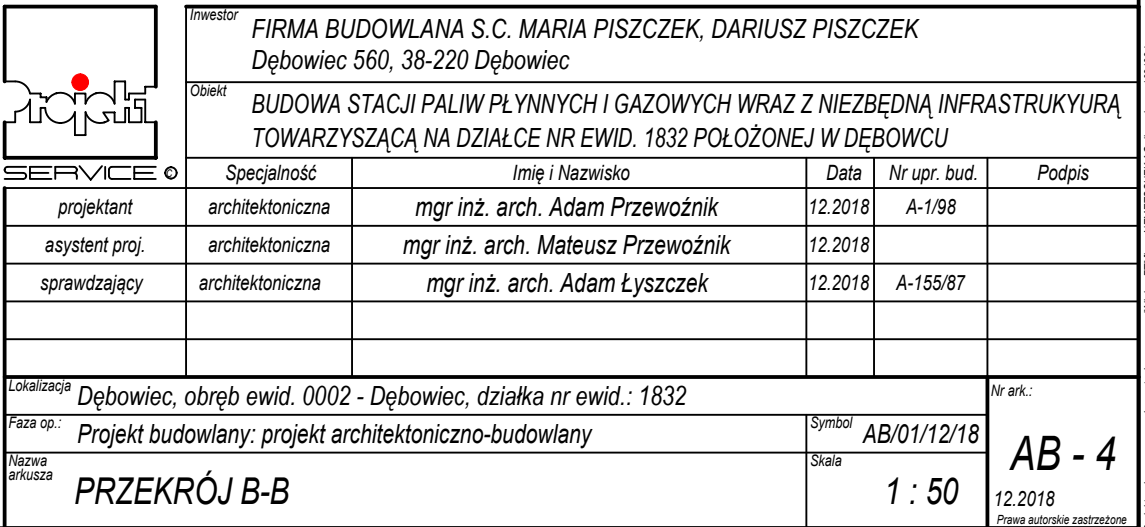 Projekt
SERVICE ©
Inwestor
FIRMA BUDOWLANA S.C. MARIA PISZCZEK, DARIUSZ PISZCZEK
Dębowiec 560, 38-220 Dębowiec
Obiekt
BUDOWA STACJI PALIW PŁYNNYCH I GAZOWYCH WRAZ Z NIEZBĘDNĄ INFRASTRUKYURĄ
TOWARZYSZĄCĄ NA DZIAŁCE NR EWID. 1832 POŁOŻONEJ W DĘBOWCU
Specjalność Imię i Nazwisko Data Nr upr. bud. Podpis
projektant architektoniczna mgr inż. arch. Adam Przewoźnik 12.2018 A-1/98
asystent proj. architektoniczna mgr inż. arch. Mateusz Przewoźnik 12.2018
sprawdzający architektoniczna mgr inż. arch. Adam Łyszczek 12.2018 A-155/87
Lokalizacja Dębowiec, obręb ewid. 0002 - Dębowiec, działka nr ewid.: 1832
Faza op.: Projekt budowlany: projekt architektoniczno-budowlany
Symbol AB/01/12/18
Nazwa
arkusza
PRZEKRÓJ B-B
Skala
1 : 50
Nr ark.:
AB - 4
12.2018
Prawa autorskie zastrzeżone